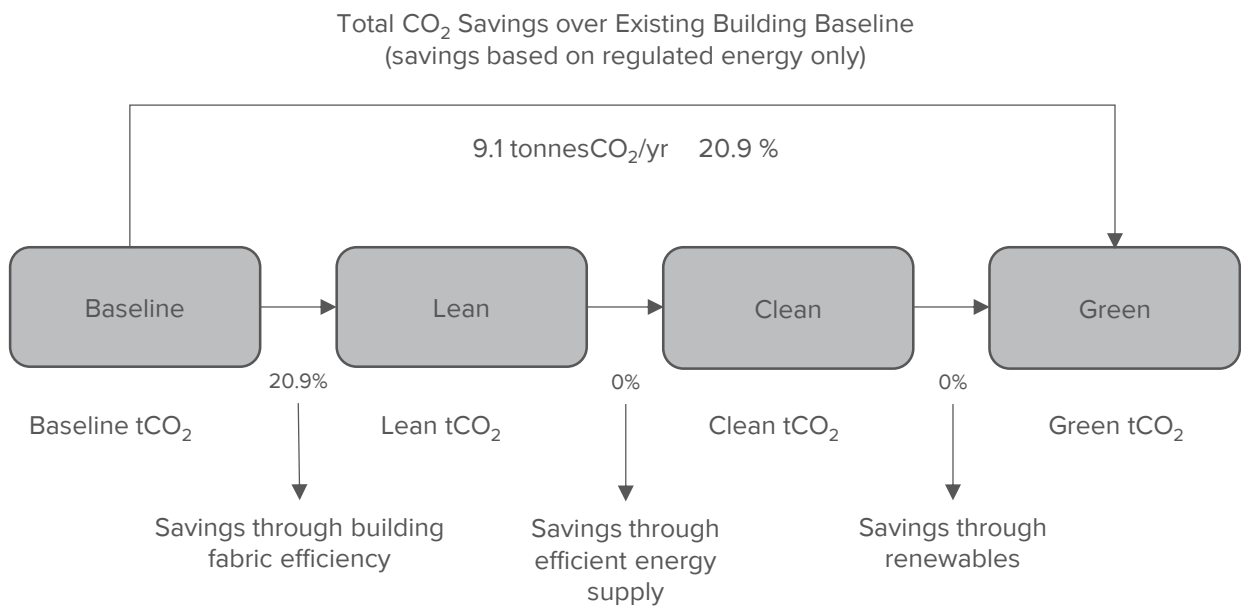 Total CO₂ Savings over Existing Building Baseline
(savings based on regulated energy only)
9.1 tonnesCO₂/yr 20.9 %
Baseline
Lean
Clean
Green
20.9%
0%
0%
Baseline tCO₂
Lean tCO₂
Clean tCO₂
Green tCO₂
Savings through building
fabric efficiency
Savings through
efficient energy
supply
Savings through
renewables